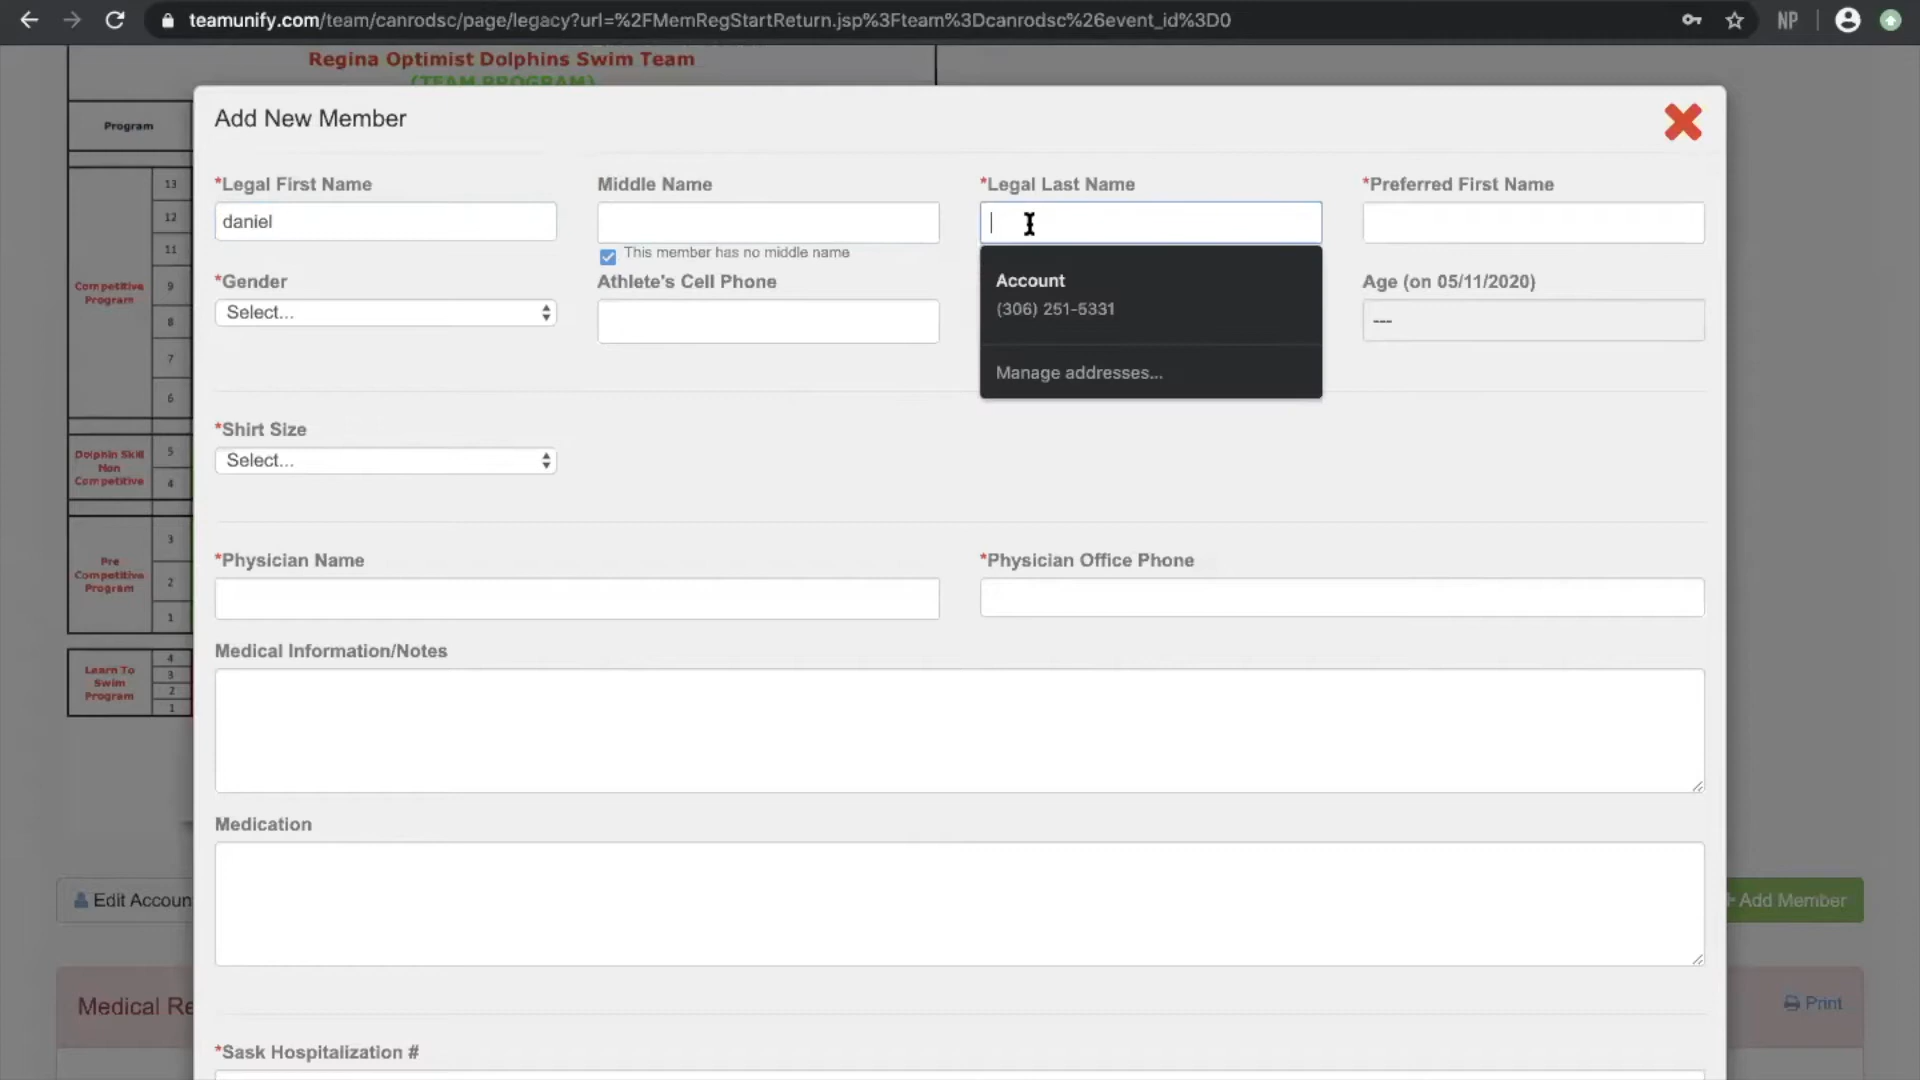 teamunify.com/team/canrodsc/page/legacy?url=%2FMemRegStartReturn.jsp%3Fteam%3Dcanrodsc%26event_id%3D0
NP
Regina Optimist Dolphins Swim Team
(TEAM PROGRAM)
Program
Competitive
Program
13
12
11
9
8
7
6
Dolphin Skill
Non
Competitive
5
4
Pre
Competitive
Program
3
2
1
Learn To
Swim
Program
4
3
2
1
Add New Member
*Legal First Name
Middle Name
*Legal Last Name
*Preferred First Name
daniel
This member has no middle name
*Gender
Athlete's Cell Phone
Account
(306) 251-5331
Manage addresses...
Age (on 05/11/2020)
Select...
---
*Shirt Size
Select...
*Physician Name
*Physician Office Phone
Medical Information/Notes
Medication
Edit Accoun
Add Member
Medical Re
Print
*Sask Hospitalization #